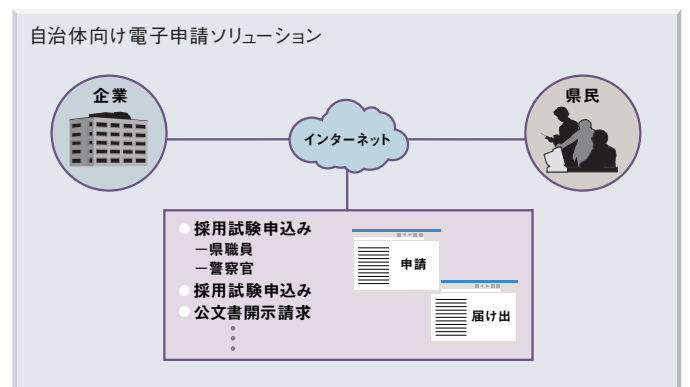 自治体向け電子申請ソリューション
企業
県民
インターネット
採用試験申込み
－県職員
－警察官
採用試験申込み
公文書開示請求
申請
届け出